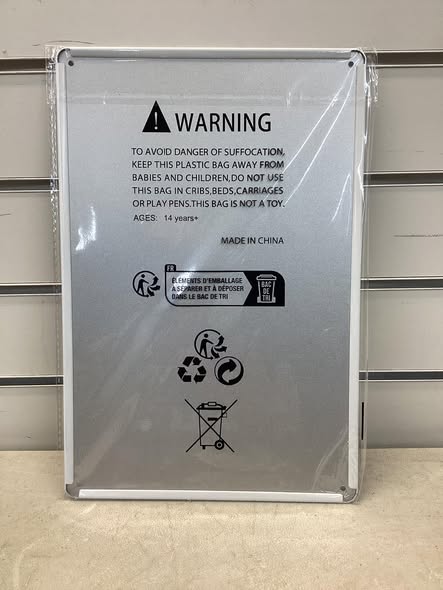 WARNING
TO AVOID DANGER OF SUFFOCATION,
KEEP THIS PLASTIC BAG AWAY FROM
BABIES AND CHILDREN,DO NOT USE
THIS BAG IN CRIBS,BEDS,CARRIAGES
OR PLAY PENS.THIS BAG IS NOT A TOY.
AGES: 14 years+
MADE IN CHINA
FR
ÉLÉMENTS D'EMBALLAGE
À SÉPARER ET À DÉPOSER
DANS LE BAC DE TRI
BAC
DE
TRI